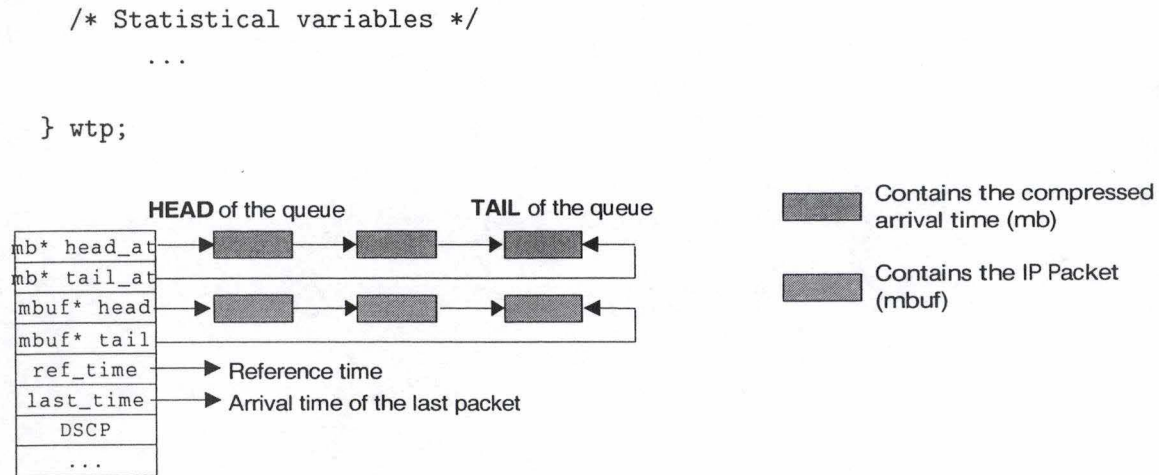 /* Statistical variables */
...
} wtp;
HEAD of the queue
TAIL of the queue
mb* head_at
mb* tail_at
mbuf* head
mbuf* tail
ref_time
Reference time
last_time
Arrival time of the last packet
DSCP
...
Contains the compressed
arrival time (mb)
Contains the IP Packet
(mbuf)